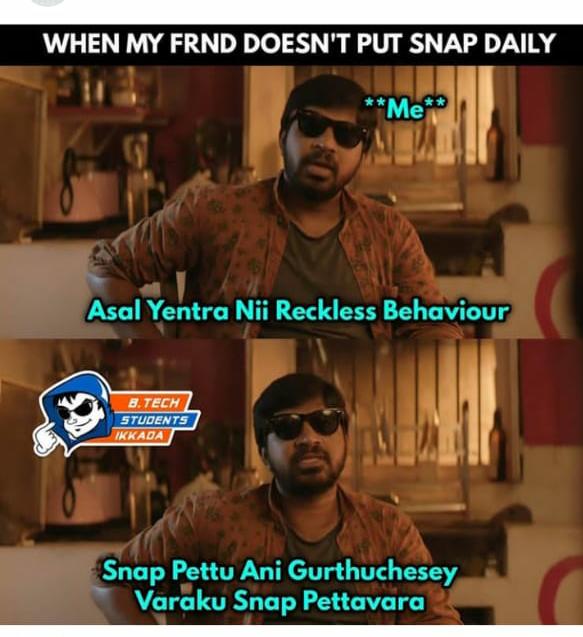 WHEN MY FRND DOESN'T PUT SNAP DAILY
**Me**
Asal Yentra Nii Reckless Behaviour
B.TECH
STUDENTS
IKKADA
Snap Pettu Ani Gurthuchesey
Varaku Snap Pettavara